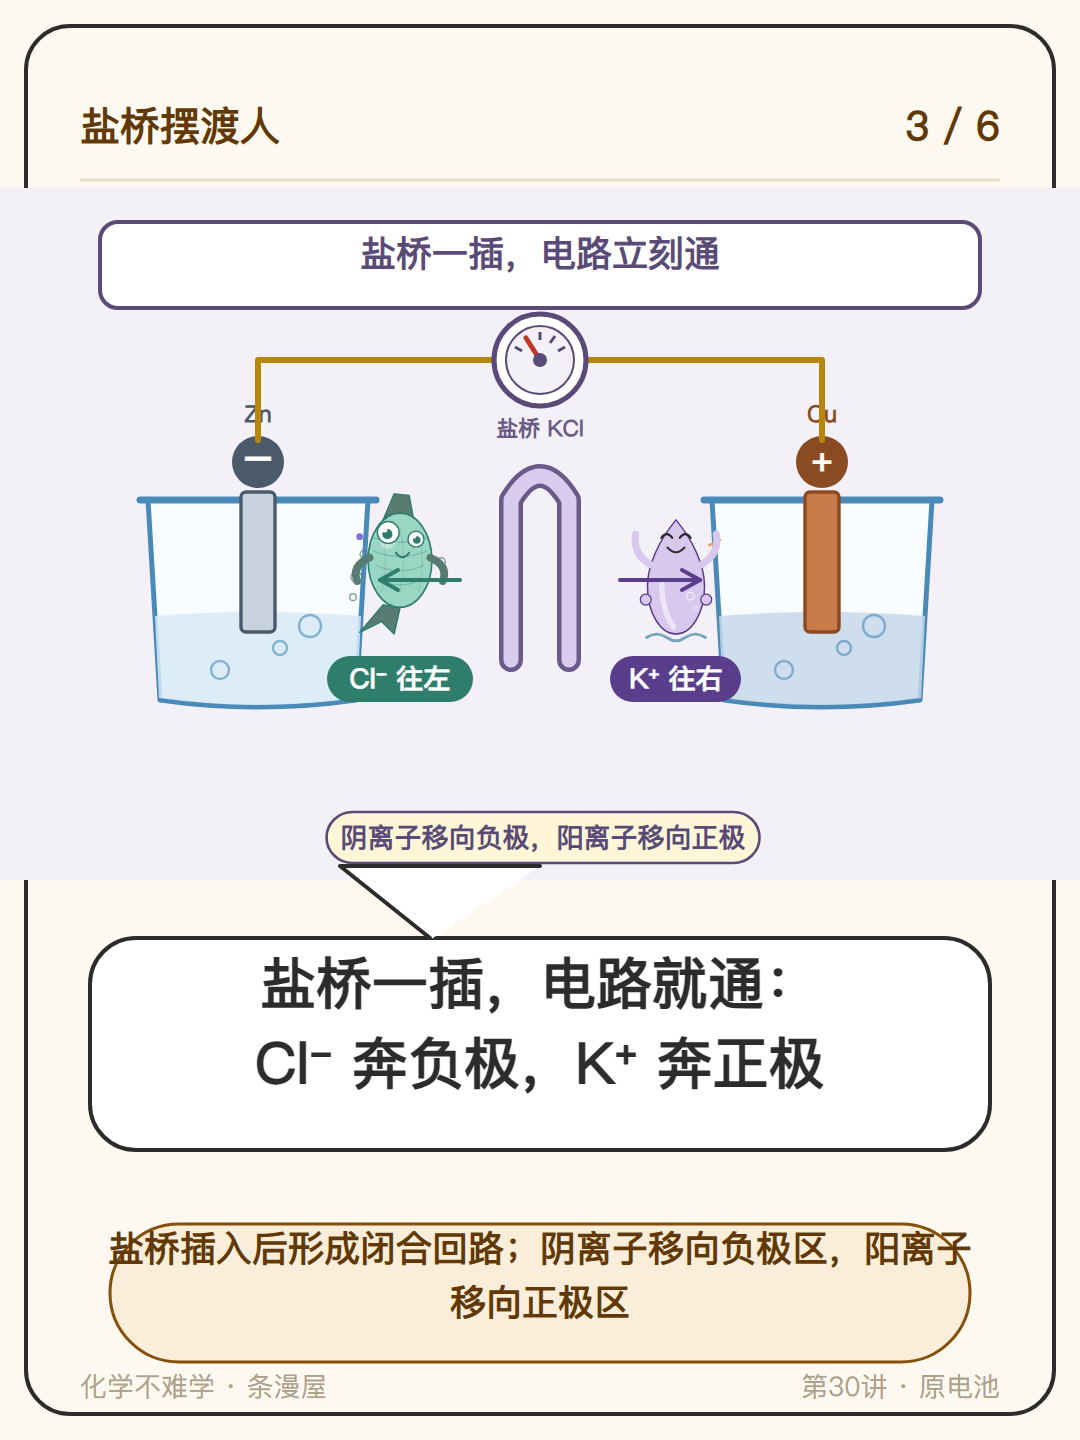 盐桥摆渡人
3 / 6
盐桥一插，电路立刻通
Zn
Cu
盐桥 KCl
−
+
Cl⁻ 往左
K⁺ 往右
阴离子移向负极，阳离子移向正极
盐桥一插，电路就通：
Cl⁻ 奔负极，K⁺ 奔正极
盐桥插入后形成闭合回路；阴离子移向负极区，阳离子
移向正极区
化学不难学 · 条漫屋
第30讲 · 原电池